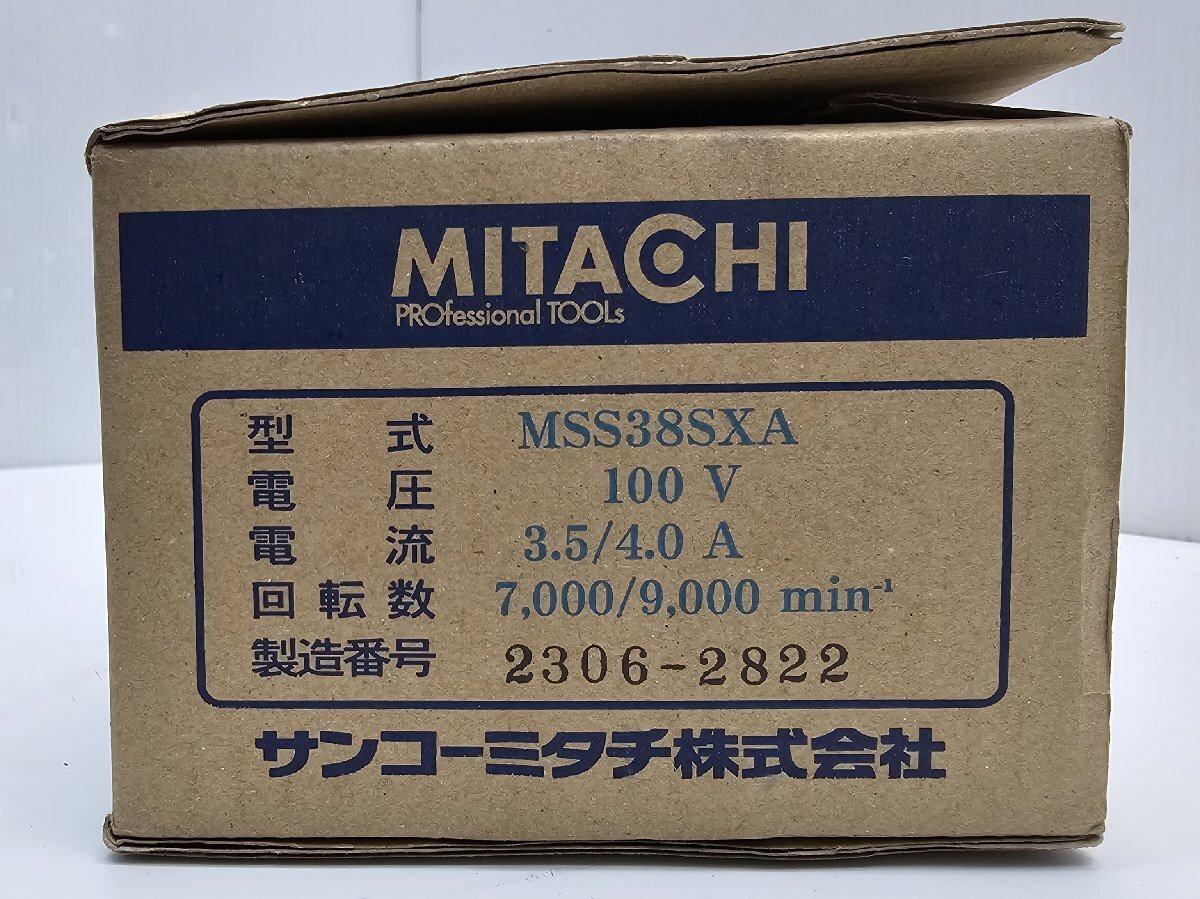 MITACHI
PROfessional TOOLs
型式 MSS38SXA
電圧 100 V
電流 3.5/4.0 A
回転数 7,000/9,000 min⁻¹
製造番号 2306-2822
サンコーミタチ株式会社